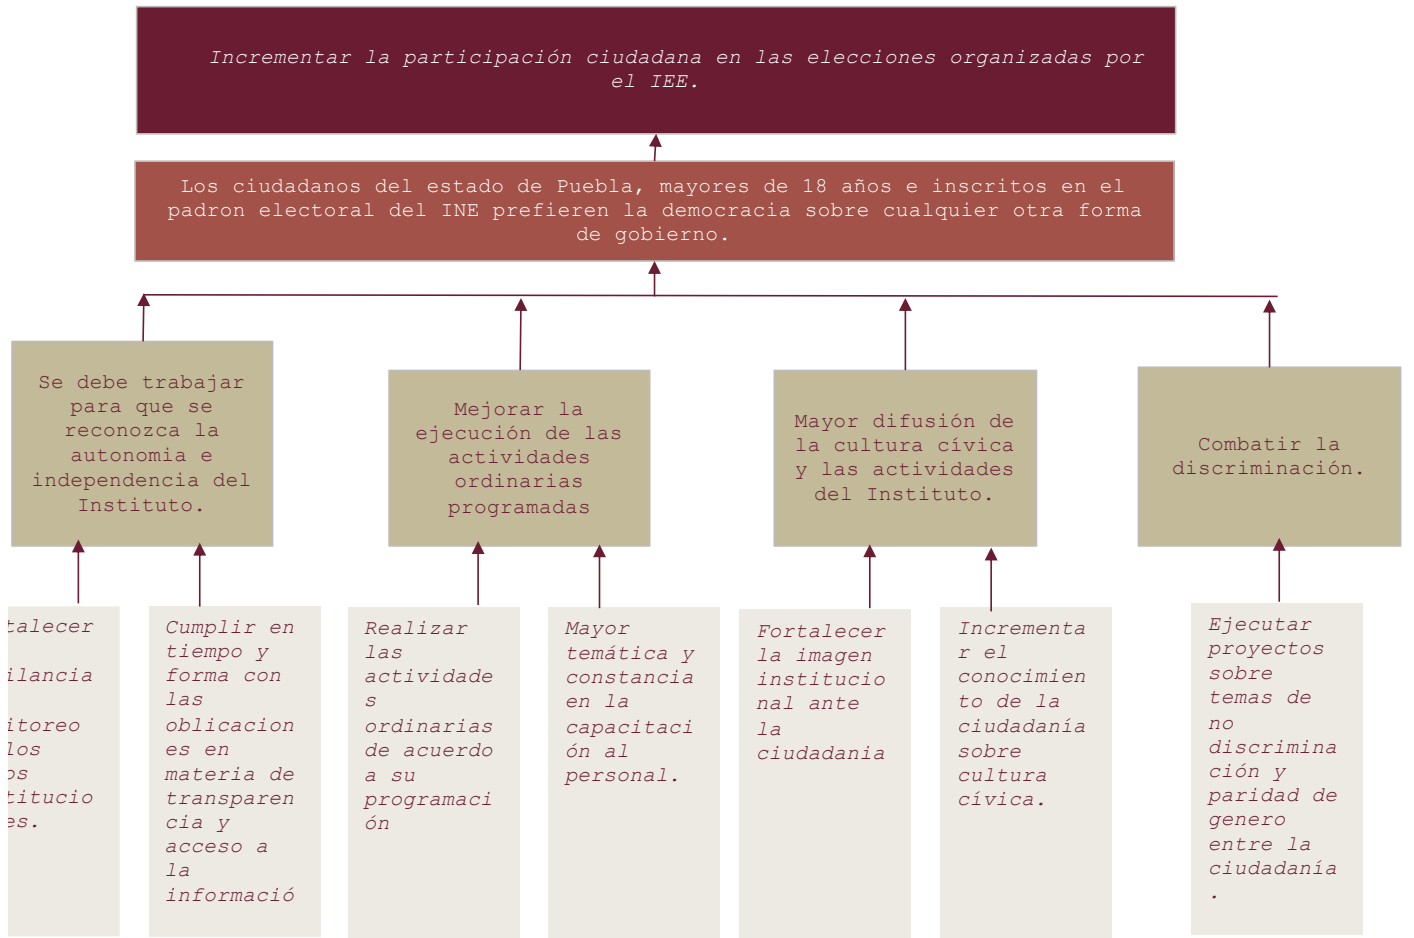 Incrementar la participación ciudadana en las elecciones organizadas por
el IEE.
Los ciudadanos del estado de Puebla, mayores de 18 años e inscritos en el
padron electoral del INE prefieren la democracia sobre cualquier otra forma
de gobierno.
Se debe trabajar
para que se
reconozca la
autonomia e
independencia del
Instituto.
Mejorar la
ejecución de las
actividades
ordinarias
programadas
Mayor difusión de
la cultura cívica
y las actividades
del Instituto.
Combatir la
discriminación.
talecer
ilancia
itoreo
los
os
titucio
es.
Cumplir en
tiempo y
forma con
las
oblicacion
es en
materia de
transparen
cia y
acceso a
la
informació
Realizar
las
actividade
s
ordinarias
de acuerdo
a su
programaci
ón
Mayor
temática y
constancia
en la
capacitaci
ón al
personal.
Fortalecer
la imagen
institucio
nal ante
la
ciudadania
Incrementa
r el
conocimien
to de la
ciudadanía
sobre
cultura
cívica.
Ejecutar
proyectos
sobre
temas de
no
discrimina
ción y
paridad de
genero
entre la
ciudadanía
.